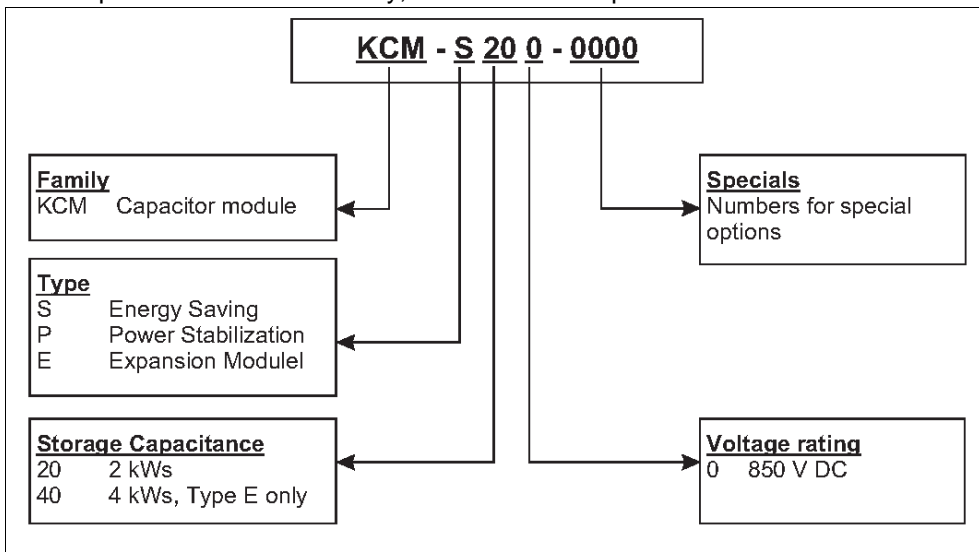 KCM - S 20 0 - 0000
Family
KCM Capacitor module
Type
S Energy Saving
P Power Stabilization
E Expansion Modulel
Storage Capacitance
20 2 kWs
40 4 kWs, Type E only
Specials
Numbers for special
options
Voltage rating
0 850 V DC